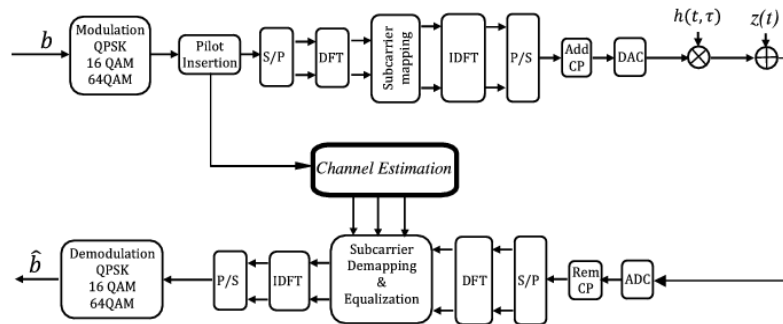 b
Modulation
QPSK
16 QAM
64QAM
Pilot
Insertion
S/P
DFT
Subcarrier
mapping
IDFT
P/S
Add
CP
DAC
h(t,τ)
z(t)
Channel Estimation
b̂
Demodulation
QPSK
16 QAM
64QAM
P/S
IDFT
Subcarrier
Demapping
&
Equalization
DFT
S/P
Rem
CP
ADC